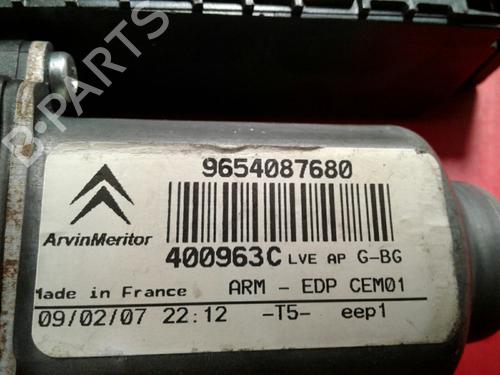 B-PARTS
9654087680
ArvinMeritor
400963C LVE AP G-BG
Made in France ARM - EDP CEM01
09/02/07 22:12 -T5- eep1